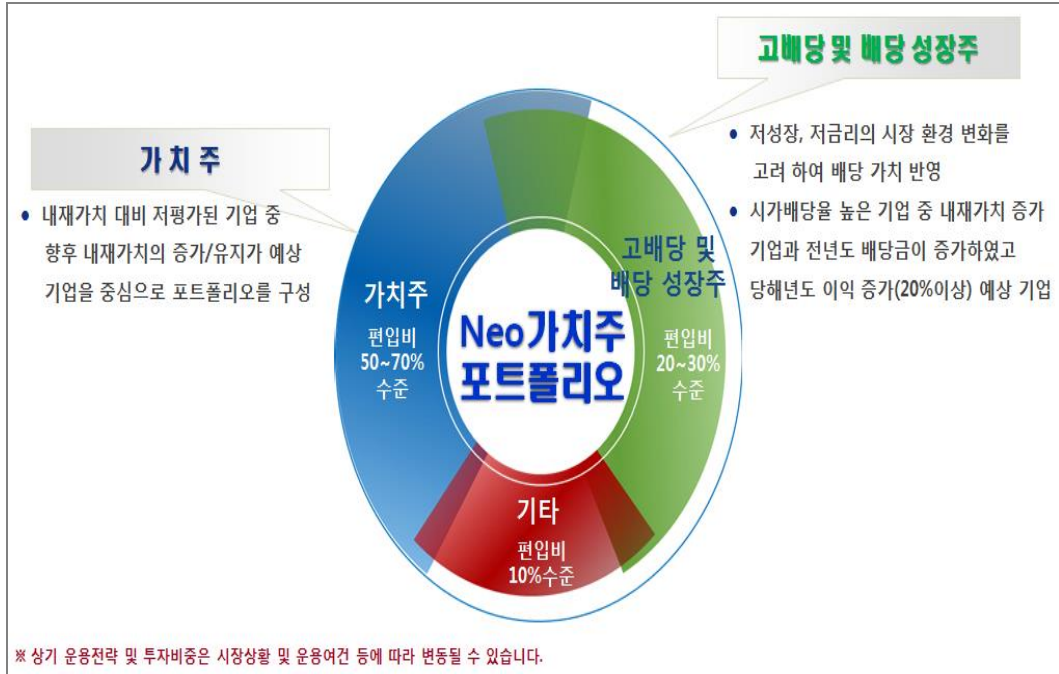 고배당 및 배당 성장주
저성장, 저금리의 시장 환경 변화를
고려 하여 배당 가치 반영
시가배당율 높은 기업 중 내재가치 증가
기업과 전년도 배당금이 증가하였고
당해년도 이익 증가(20%이상) 예상 기업
가 치 주
내재가치 대비 저평가된 기업 중
향후 내재가치의 증가/유지가 예상
기업을 중심으로 포트폴리오를 구성
가치주
편입비
50~70%
수준
Neo가치주
포트폴리오
고배당 및
배당 성장주
편입비
20~30%
수준
기타
편입비
10%수준
※ 상기 운용전략 및 투자비중은 시장상황 및 운용여건 등에 따라 변동될 수 있습니다.